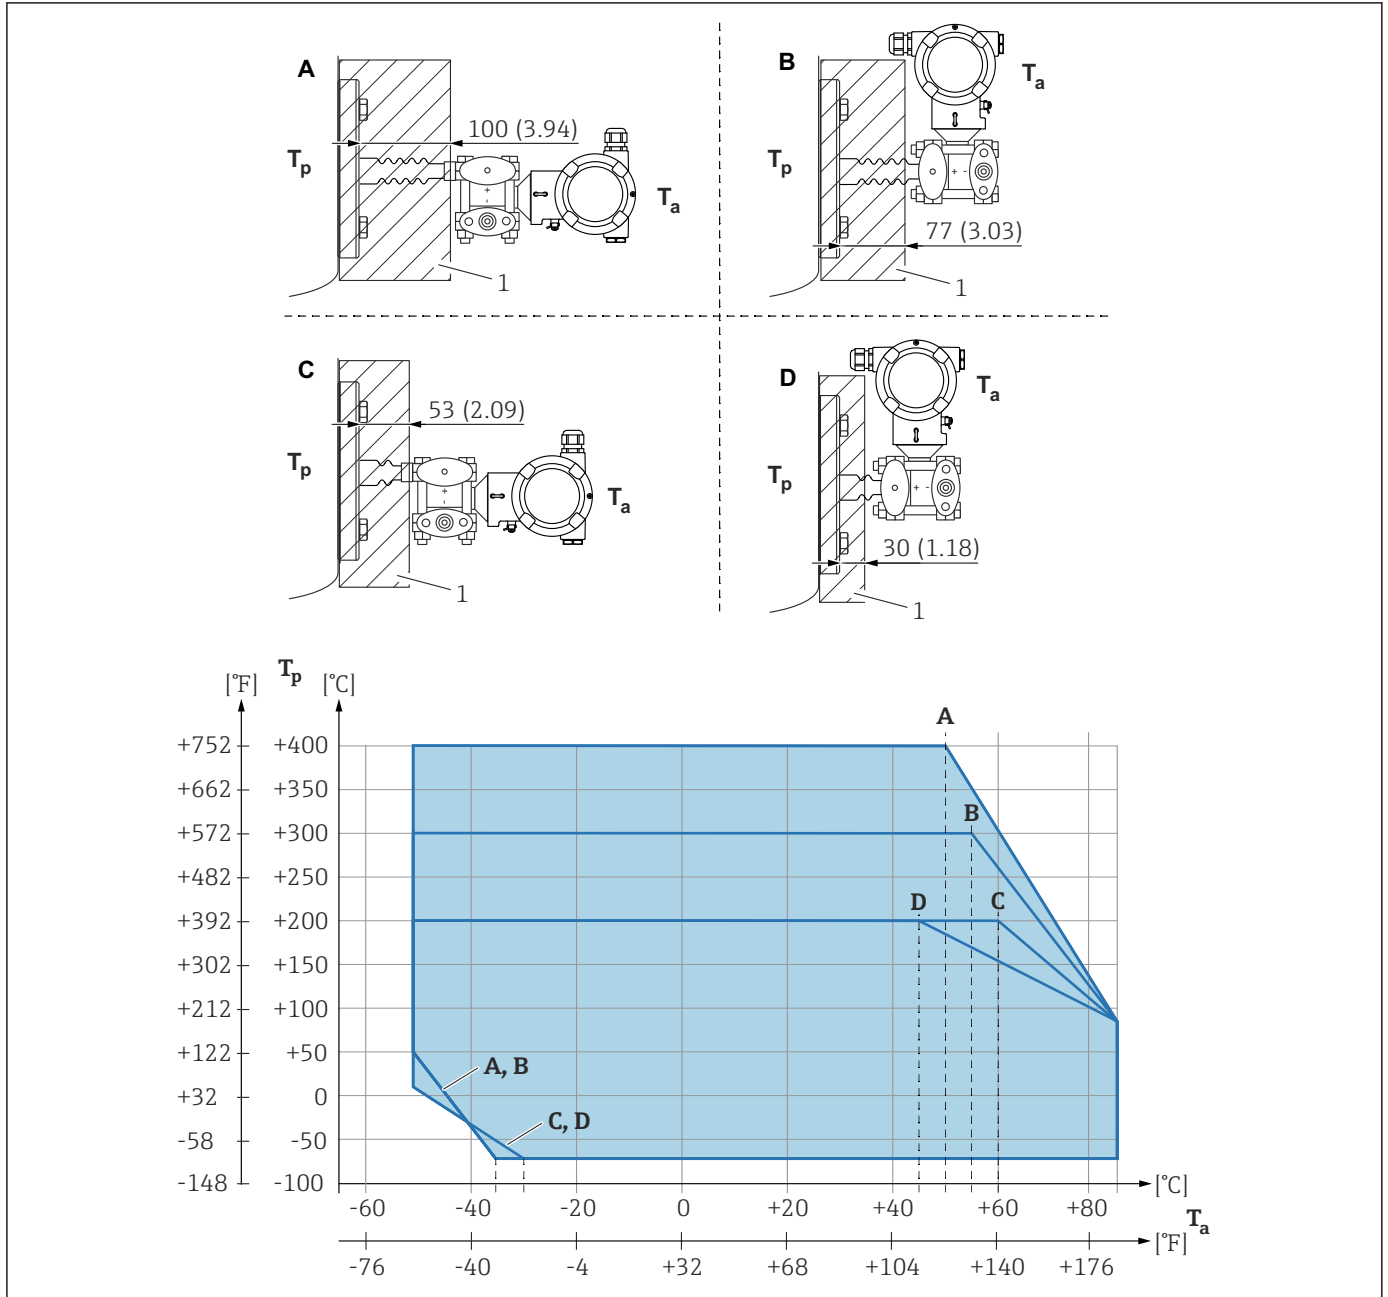 A
100 (3.94)
Tp
Ta
1
B
Ta
Tp
77 (3.03)
1
C
53 (2.09)
Tp
Ta
1
D
Ta
Tp
30 (1.18)
1
[°F] Tp [°C]
A
+752 +400
+662 +350
B
+572 +300
+482 +250
D C
+392 +200
+302 +150
+212 +100
+122 +50
A, B
+32 0
C, D
-58 -50
-148 -100
[°C]
-60 -40 -20 0 +20 +40 +60 +80
Ta
[°F]
-76 -40 -4 +32 +68 +104 +140 +176